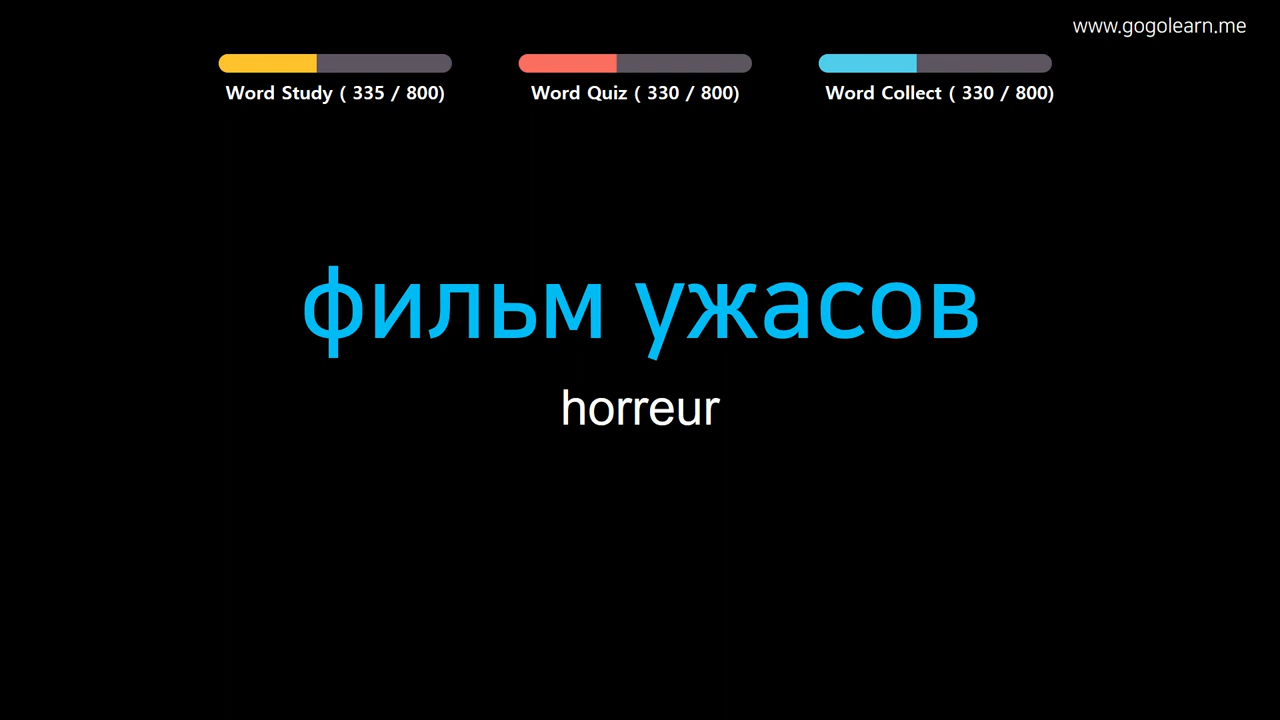 www.gogolearn.me
Word Study ( 335 / 800)
Word Quiz ( 330 / 800)
Word Collect ( 330 / 800)
фильм ужасов
horreur